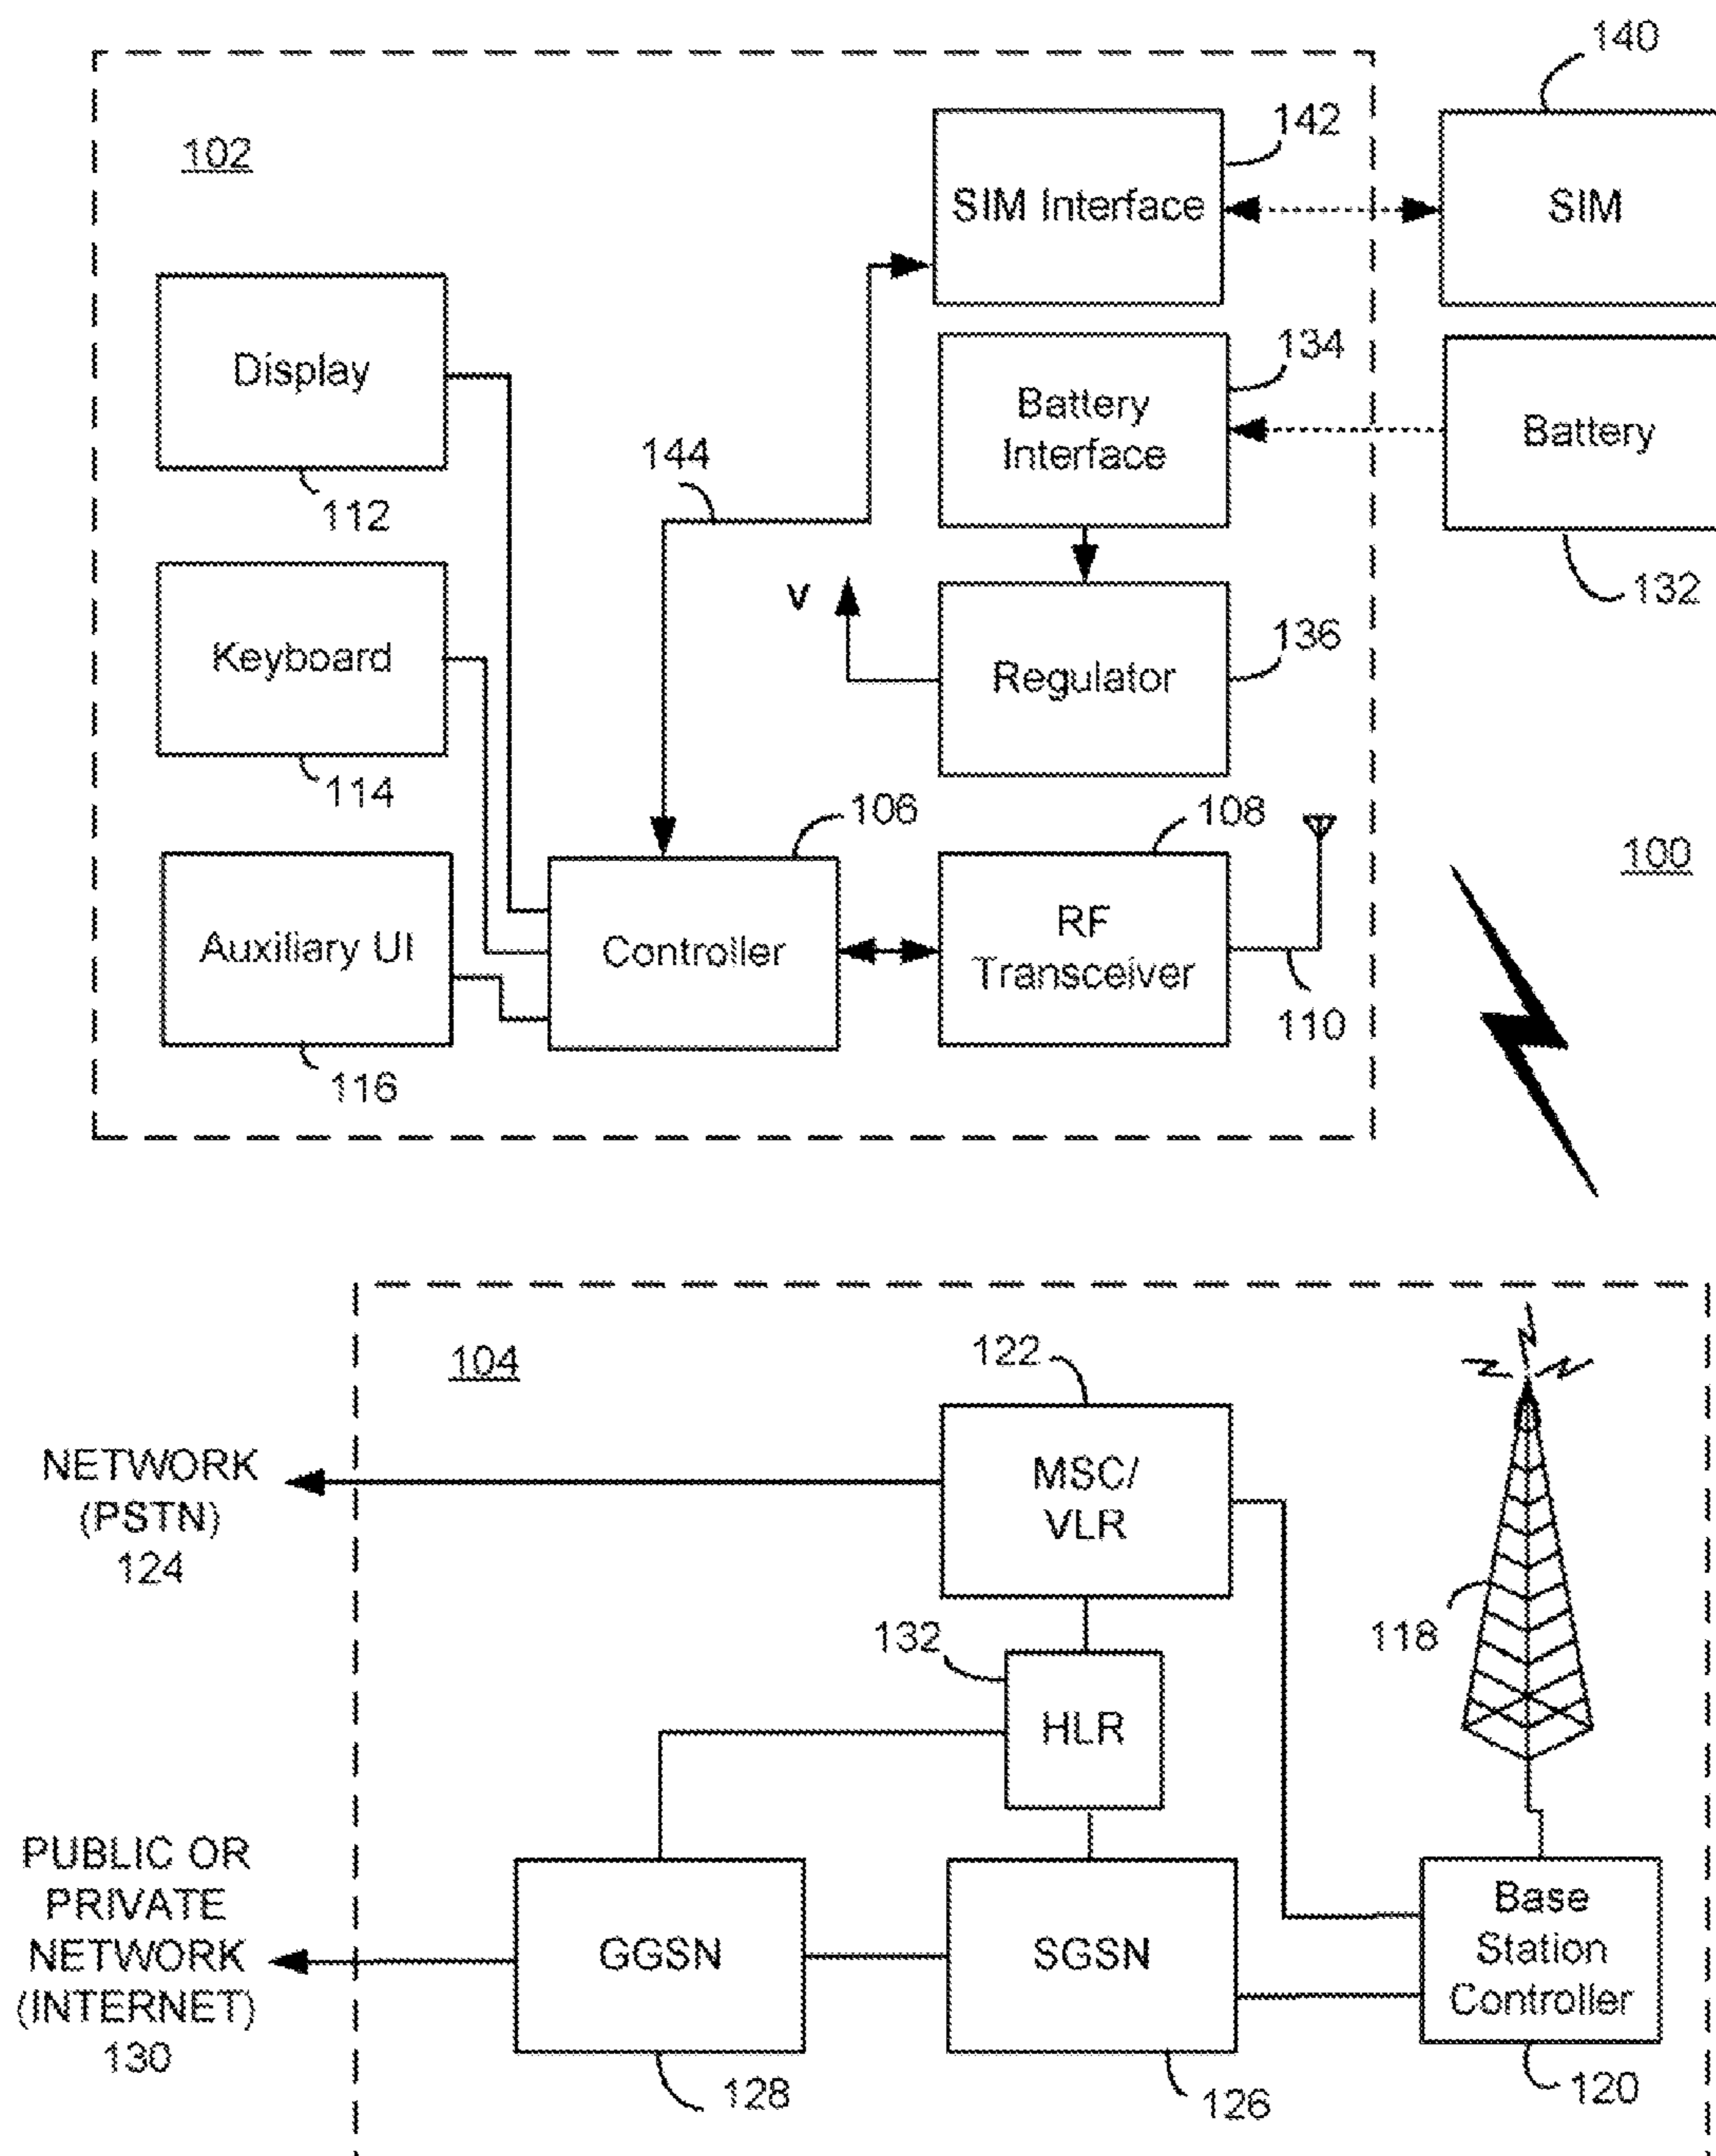 140
102
142
SIM Interface
SIM
134
Display
Battery
Interface
Battery
144
112
132
V
136
Keyboard
Regulator
114
106
108
100
Auxiliary UI
Controller
RF
Transceiver
110
116
104
122
NETWORK
(PSTN)
124
MSC/
VLR
118
132
HLR
PUBLIC OR
PRIVATE
NETWORK
(INTERNET)
130
GGSN
SGSN
Base
Station
Controller
128
126
120